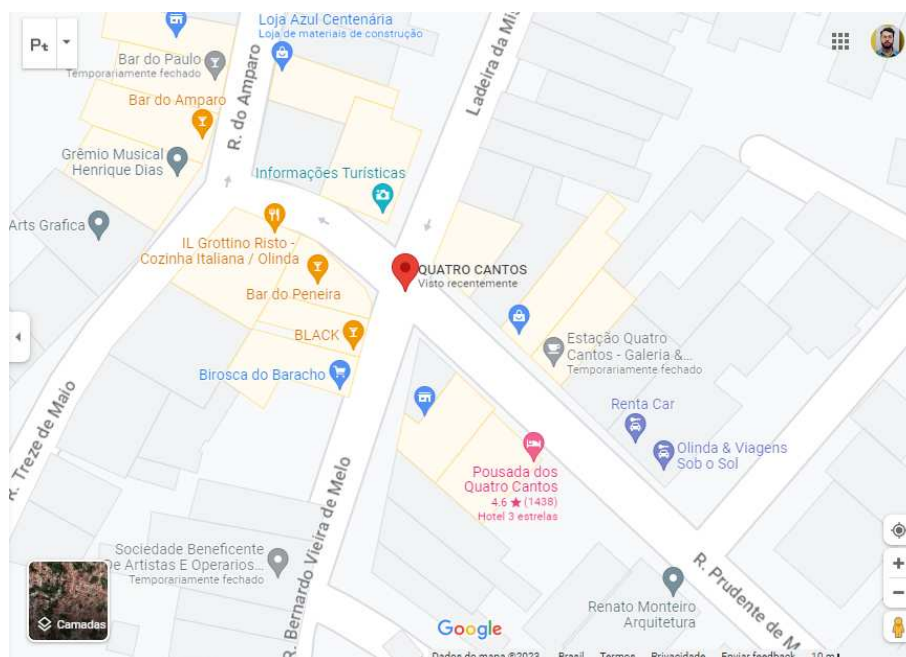 Loja Azul Centenária
Loja de materiais de construção
Pt
Bar do Paulo
Temporariamente fechado
Bar do Amparo
R. do Amparo
Ladeira da Mis
Grêmio Musical
Henrique Dias
Informações Turísticas
Arts Grafica
IL Grottino Risto -
Cozinha Italiana / Olinda
QUATRO CANTOS
Visto recentemente
Bar do Peneira
BLACK
Estação Quatro
Cantos - Galeria &...
Temporariamente fechado
Birosca do Baracho
Renta Car
R. Treze de Maio
Olinda & Viagens
Sob o Sol
Pousada dos
Quatro Cantos
4.6 ★ (1438)
Hotel 3 estrelas
R. Bernardo Vieira de Melo
Sociedade Beneficente
De Artistas E Operarios...
Temporariamente fechado
R. Prudente de M
Renato Monteiro
Arquitetura
Camadas
Google
Dados do mapa ©2023 Brasil Termos Privacidade Enviar feedback 10 m